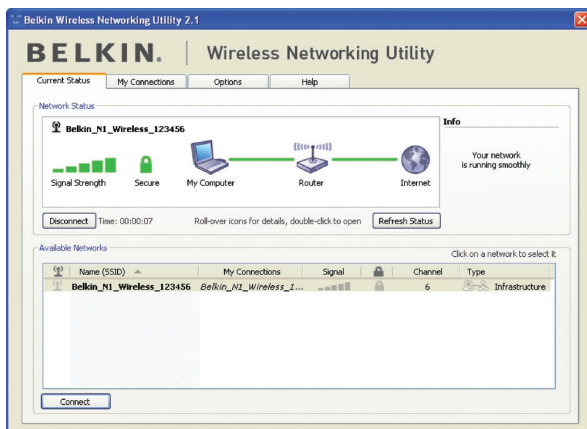 Belkin Wireless Networking Utility 2.1
BELKIN. | Wireless Networking Utility
Current Status My Connections Options Help
Network Status
Belkin_N1_Wireless_123456
Signal Strength Secure My Computer Router Internet
Info
Your network
is running smoothly
Disconnect Time: 00:00:07 Roll-over icons for details, double-click to open Refresh Status
Available Networks
Click on a network to select it
Name (SSID) My Connections Signal Channel Type
Belkin_N1_Wireless_123456 Belkin_N1_Wireless_1... 6 Infrastructure
Connect